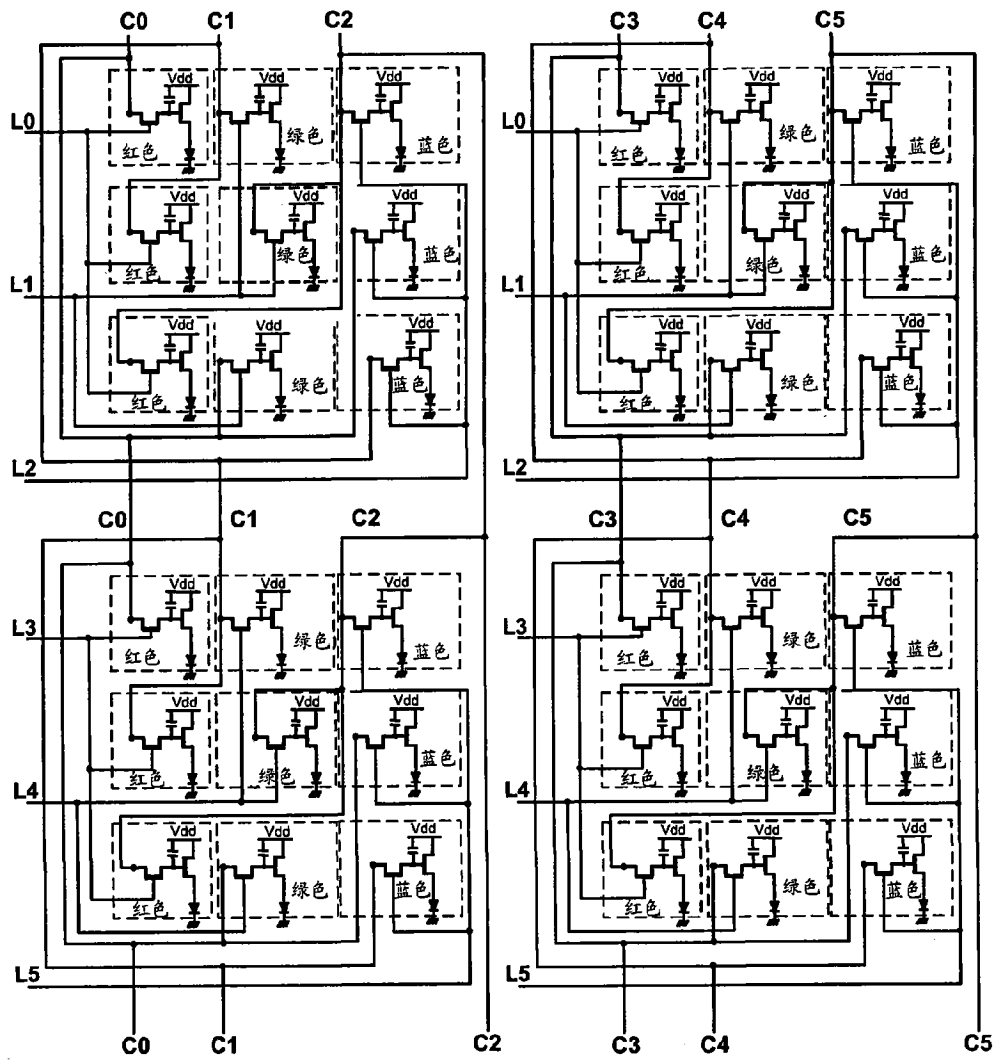 C0 C1 C2 C3 C4 C5
Vdd Vdd Vdd Vdd Vdd Vdd
L0 L0
红色 绿色 蓝色 红色 绿色 蓝色
Vdd Vdd Vdd Vdd Vdd Vdd
红色 绿色 蓝色 红色 绿色 蓝色
L1 L1
Vdd Vdd Vdd Vdd Vdd Vdd
红色 绿色 蓝色 红色 绿色 蓝色
L2 L2
C0 C1 C2 C3 C4 C5
Vdd Vdd Vdd Vdd Vdd Vdd
L3 L3
红色 绿色 蓝色 红色 绿色 蓝色
Vdd Vdd Vdd Vdd Vdd Vdd
红色 绿色 蓝色 红色 绿色 蓝色
L4 L4
Vdd Vdd Vdd Vdd Vdd Vdd
红色 绿色 蓝色 红色 绿色 蓝色
L5 L5
C0 C1 C2 C3 C4 C5